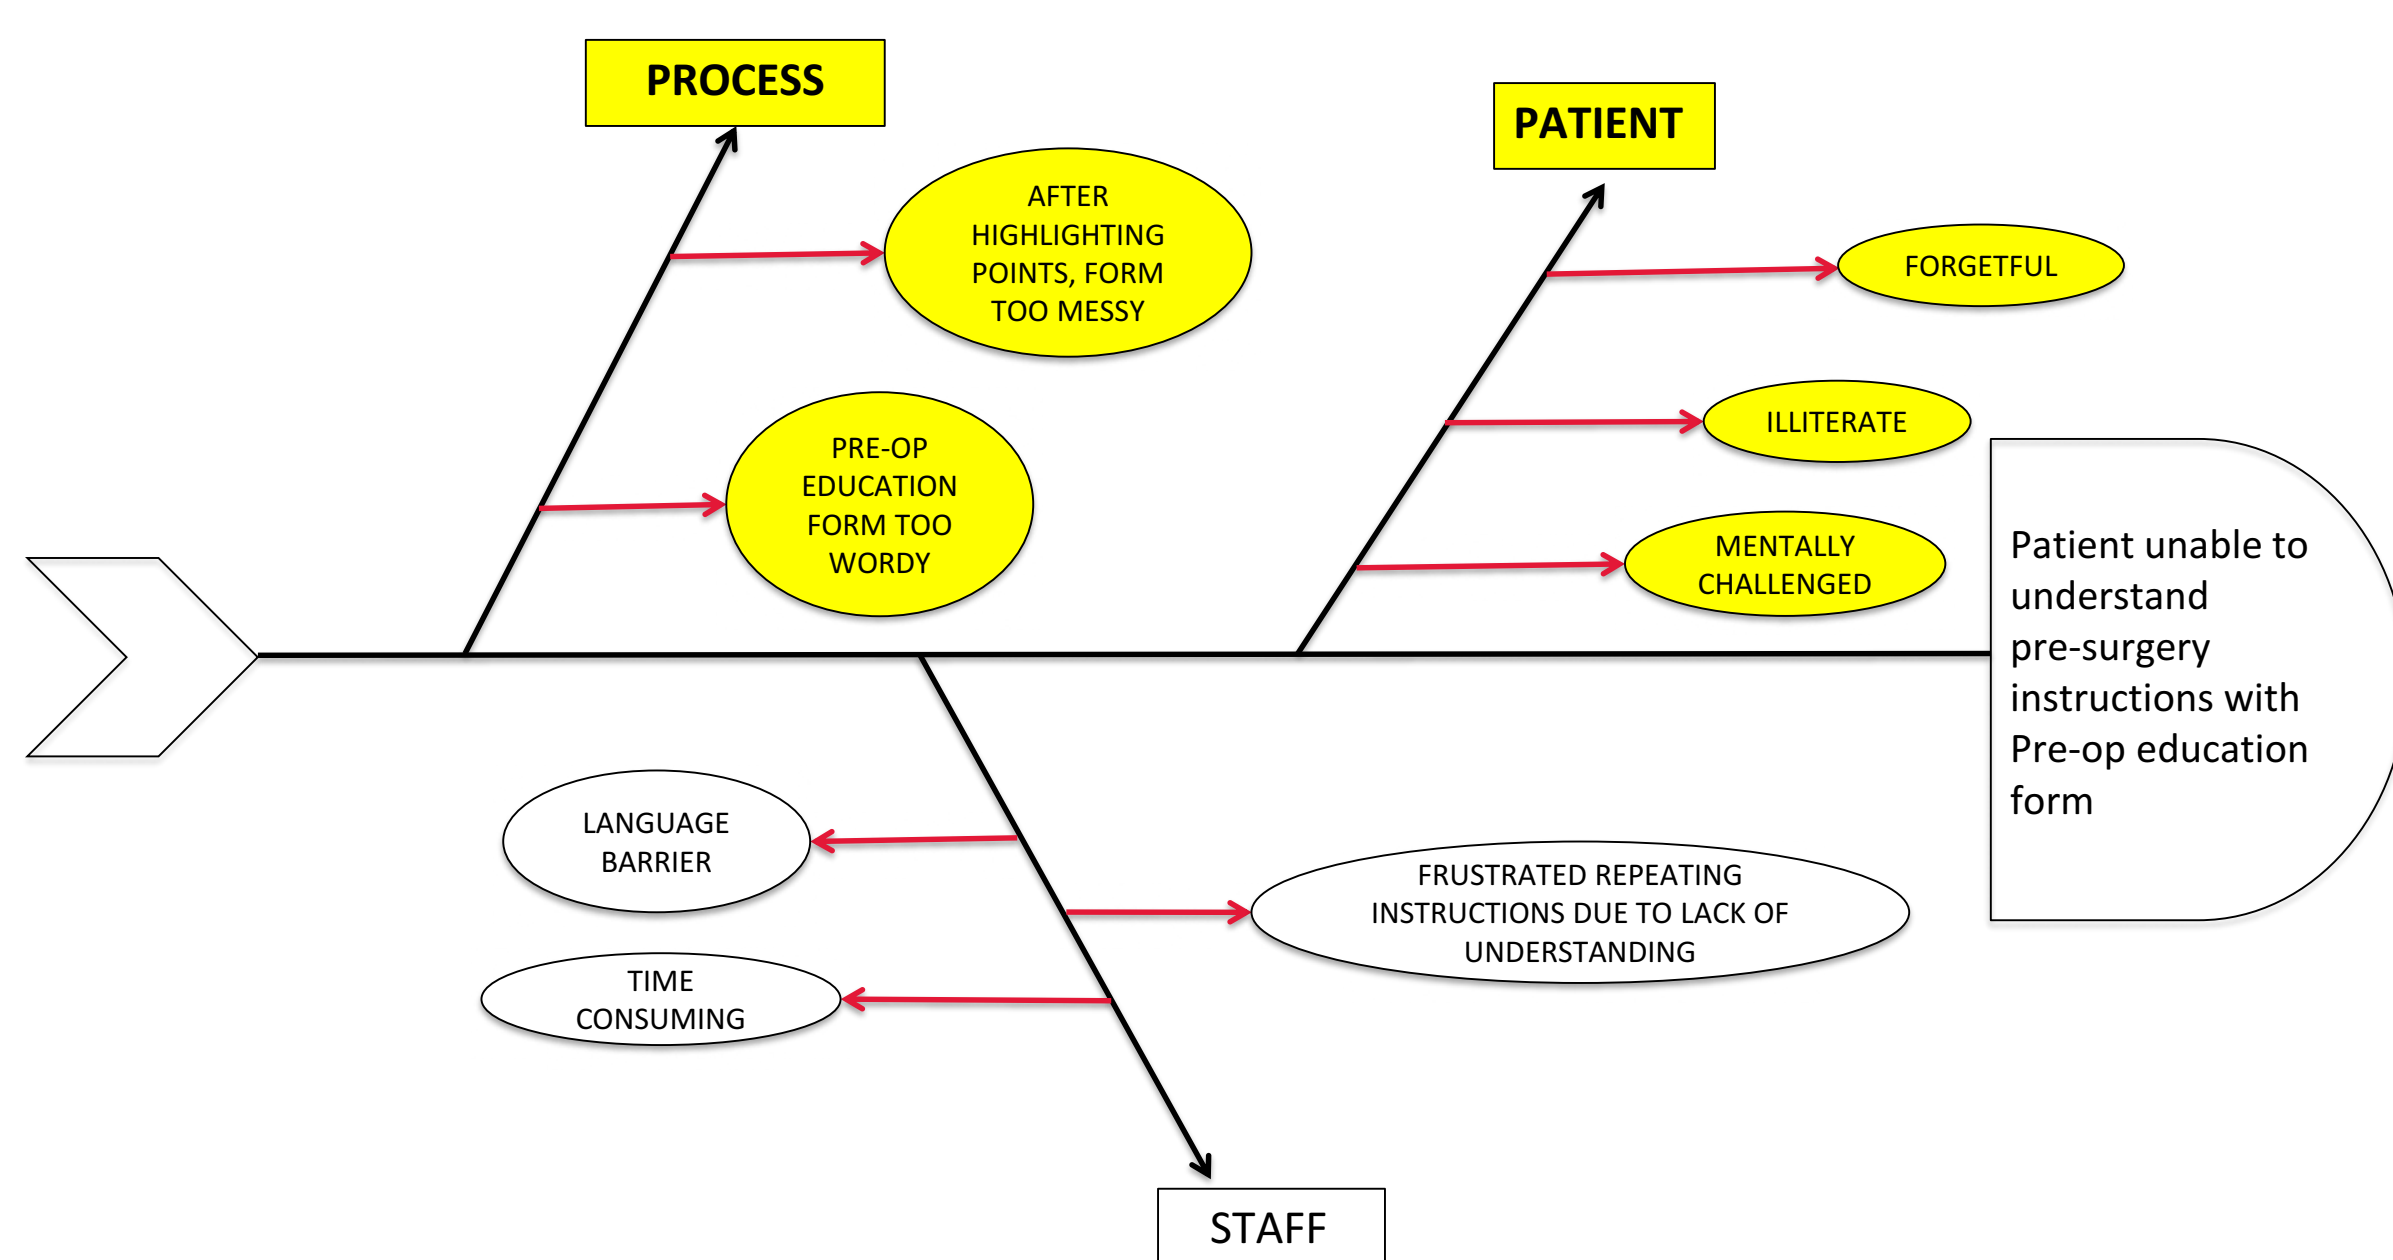 PROCESS
PATIENT
AFTER
HIGHLIGHTING
POINTS, FORM
TOO MESSY
FORGETFUL
ILLITERATE
PRE-OP
EDUCATION
FORM TOO
WORDY
MENTALLY
CHALLENGED
Patient unable to
understand
pre-surgery
instructions with
Pre-op education
form
LANGUAGE
BARRIER
FRUSTRATED REPEATING
INSTRUCTIONS DUE TO LACK OF
UNDERSTANDING
TIME
CONSUMING
STAFF